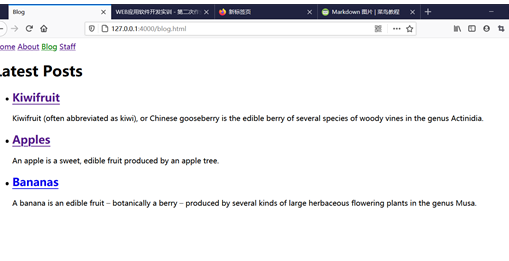 Blog
WEB应用软件开发实训 - 第二次
新标签页
Markdown 图片 | 菜鸟教程
127.0.0.1:4000/blog.html
ome About Blog Staff
atest Posts
Kiwifruit
Kiwifruit (often abbreviated as kiwi), or Chinese gooseberry is the edible berry of several species of woody vines in the genus Actinidia.
Apples
An apple is a sweet, edible fruit produced by an apple tree.
Bananas
A banana is an edible fruit – botanically a berry – produced by several kinds of large herbaceous flowering plants in the genus Musa.